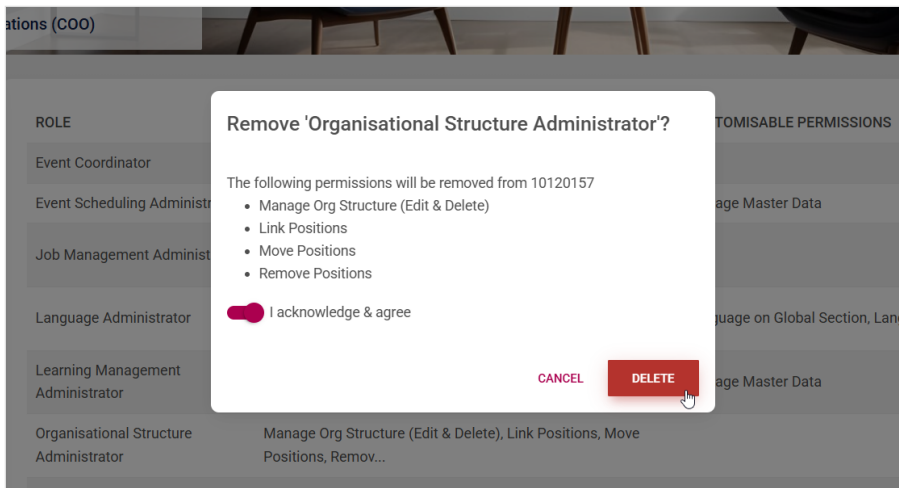 ations (COO)
ROLE
TOMISABLE PERMISSIONS
Remove 'Organisational Structure Administrator'?
Event Coordinator
The following permissions will be removed from 10120157
Event Scheduling Administr
• Manage Org Structure (Edit & Delete)
age Master Data
• Link Positions
• Move Positions
Job Management Administ
• Remove Positions
I acknowledge & agree
Language Administrator
guage on Global Section, Lan
Learning Management
Administrator
CANCEL
DELETE
age Master Data
Organisational Structure
Administrator
Manage Org Structure (Edit & Delete), Link Positions, Move
Positions, Remov...